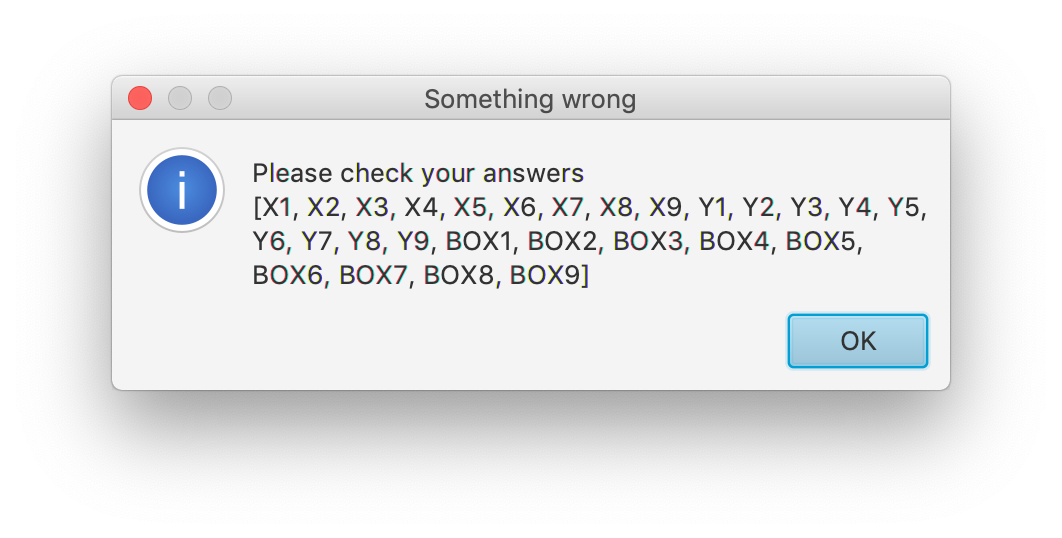 Something wrong
Please check your answers
[X1, X2, X3, X4, X5, X6, X7, X8, X9, Y1, Y2, Y3, Y4, Y5,
Y6, Y7, Y8, Y9, BOX1, BOX2, BOX3, BOX4, BOX5,
BOX6, BOX7, BOX8, BOX9]
OK